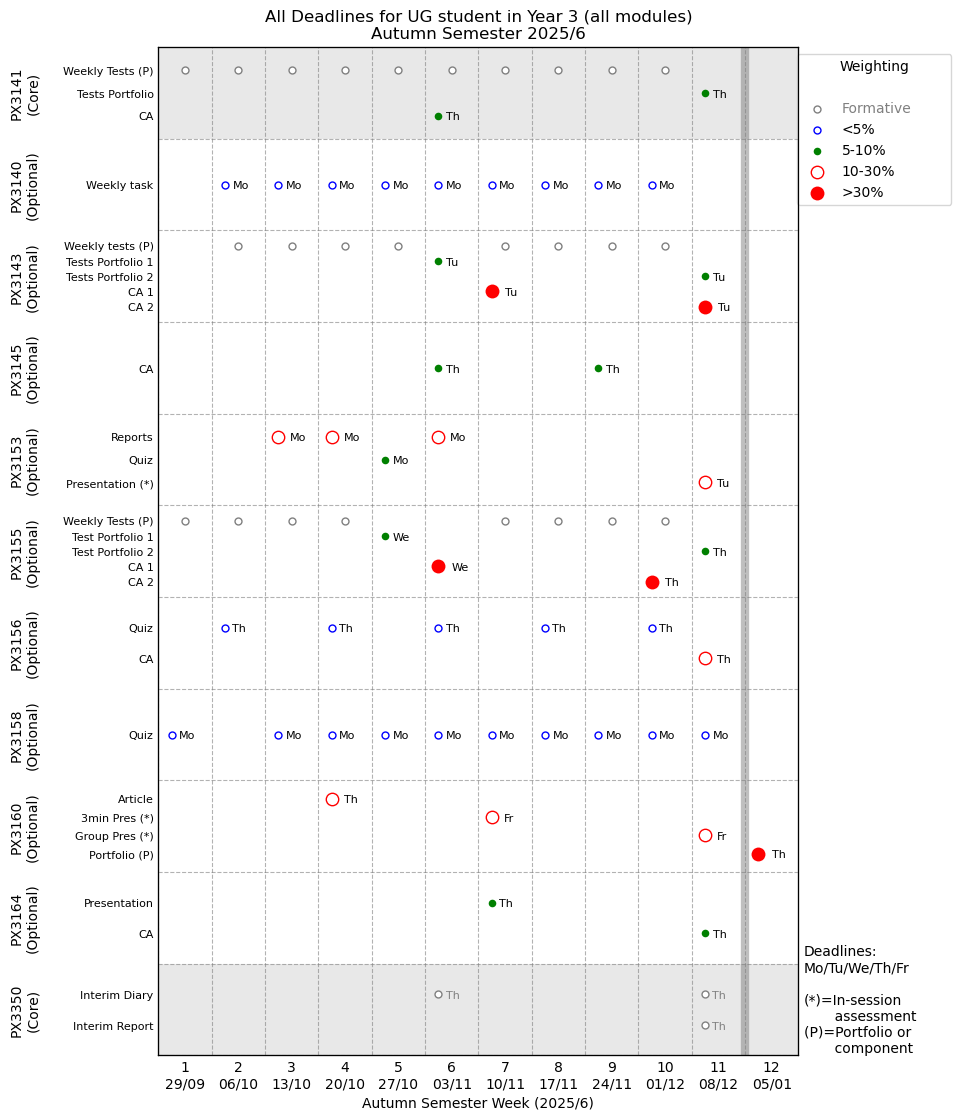 All Deadlines for UG student in Year 3 (all modules)
Autumn Semester 2025/6
Weighting
Formative
<5%
5-10%
10-30%
>30%
PX3141
(Core)
Weekly Tests (P)
Tests Portfolio Th
CA Th
PX3140
(Optional)
Weekly task Mo Mo Mo Mo Mo Mo Mo Mo Mo
PX3143
(Optional)
Weekly tests (P)
Tests Portfolio 1 Tu
Tests Portfolio 2 Tu
CA 1 Tu
CA 2 Tu
PX3145
(Optional)
CA Th Th
PX3153
(Optional)
Reports Mo Mo Mo
Quiz Mo
Presentation (*) Tu
PX3155
(Optional)
Weekly Tests (P)
Test Portfolio 1 We
Test Portfolio 2 Th
CA 1 We
CA 2 Th
PX3156
(Optional)
Quiz Th Th Th Th Th
CA Th
PX3158
(Optional)
Quiz Mo Mo Mo Mo Mo Mo Mo Mo Mo Mo
PX3160
(Optional)
Article Th
3min Pres (*) Fr
Group Pres (*) Fr
Portfolio (P) Th
PX3164
(Optional)
Presentation Th
CA Th
PX3350
(Core)
Interim Diary Th Th
Interim Report Th
Deadlines:
Mo/Tu/We/Th/Fr
(*)=In-session
assessment
(P)=Portfolio or
component
1 2 3 4 5 6 7 8 9 10 11 12
29/09 06/10 13/10 20/10 27/10 03/11 10/11 17/11 24/11 01/12 08/12 05/01
Autumn Semester Week (2025/6)